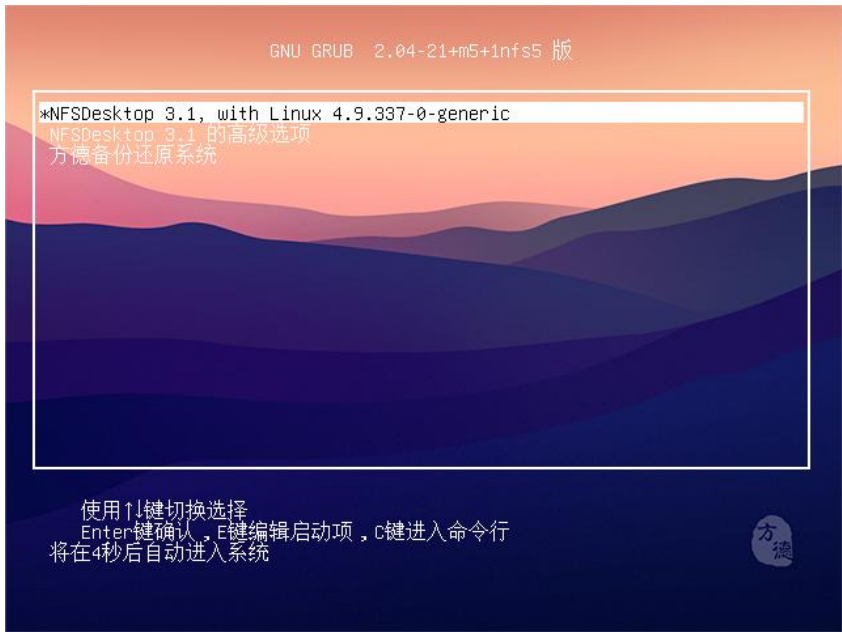 GNU GRUB 2.04-21+m5+1nfs5 版
*NFSDesktop 3.1, with Linux 4.9.337-0-generic
NFSDesktop 3.1 的高级选项
方德备份还原系统
使用↑↓键切换选择
Enter键确认，E键编辑启动项，C键进入命令行
将在4秒后自动进入系统
方德